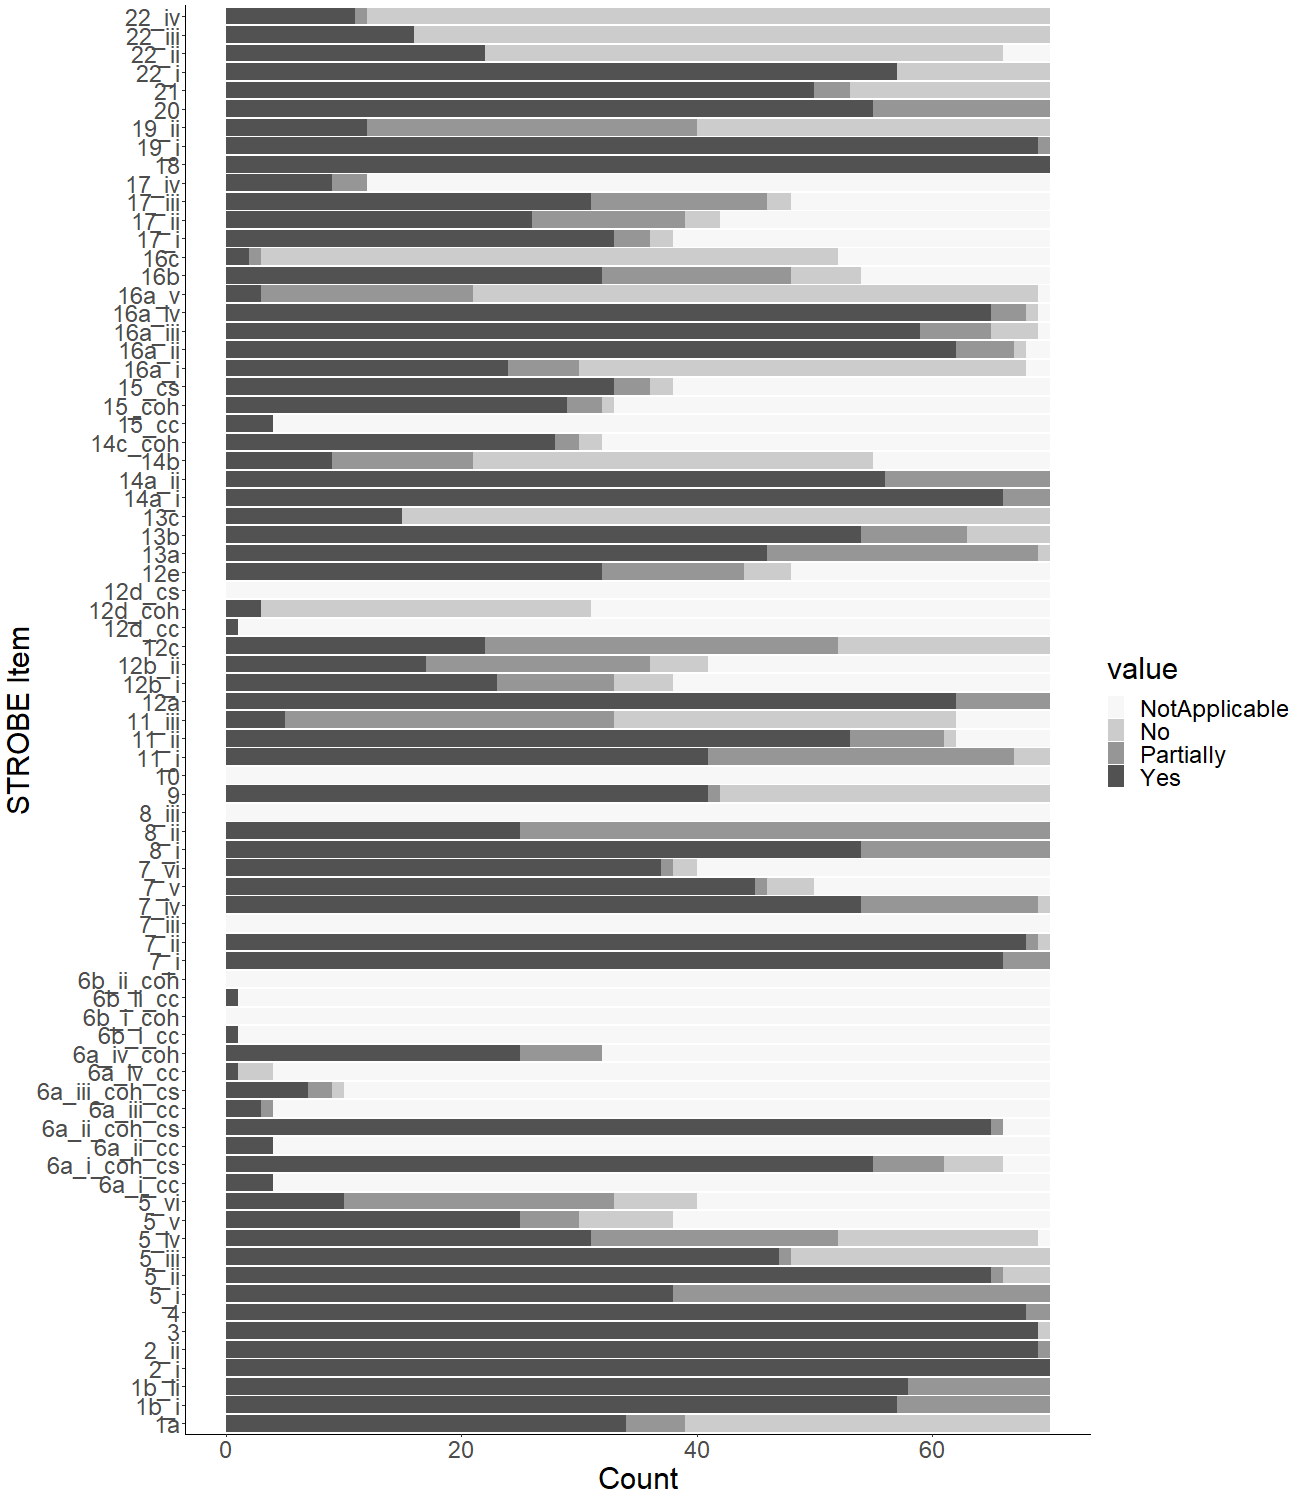 22_iv
22_iii
22_ii
22_i
21
20
19_ii
19_i
18
17_iv
17_iii
17_ii
17_i
16c
16b
16a_v
16a_iv
16a_iii
16a_ii
16a_i
15_cs
15_coh
15_cc
14c_coh
14b
14a_ii
14a_i
13c
13b
13a
12e
12d_cs
12d_coh
12d_cc
12c
12b_ii
12b_i
12a
11_iii
11_ii
11_i
10
9
8_iii
8_ii
8_i
7_vi
7_v
7_iv
7_iii
7_ii
7_i
6b_ii_coh
6b_ii_cc
6b_i_coh
6b_i_cc
6a_iv_coh
6a_iv_cc
6a_iii_coh_cs
6a_iii_cc
6a_ii_coh_cs
6a_ii_cc
6a_i_coh_cs
6a_i_cc
5_vi
5_v
5_iv
5_iii
5_ii
5_i
4
3
2_ii
2_i
1b_ii
1b_i
1a
STROBE Item
0 20 40 60
Count
value
NotApplicable
No
Partially
Yes